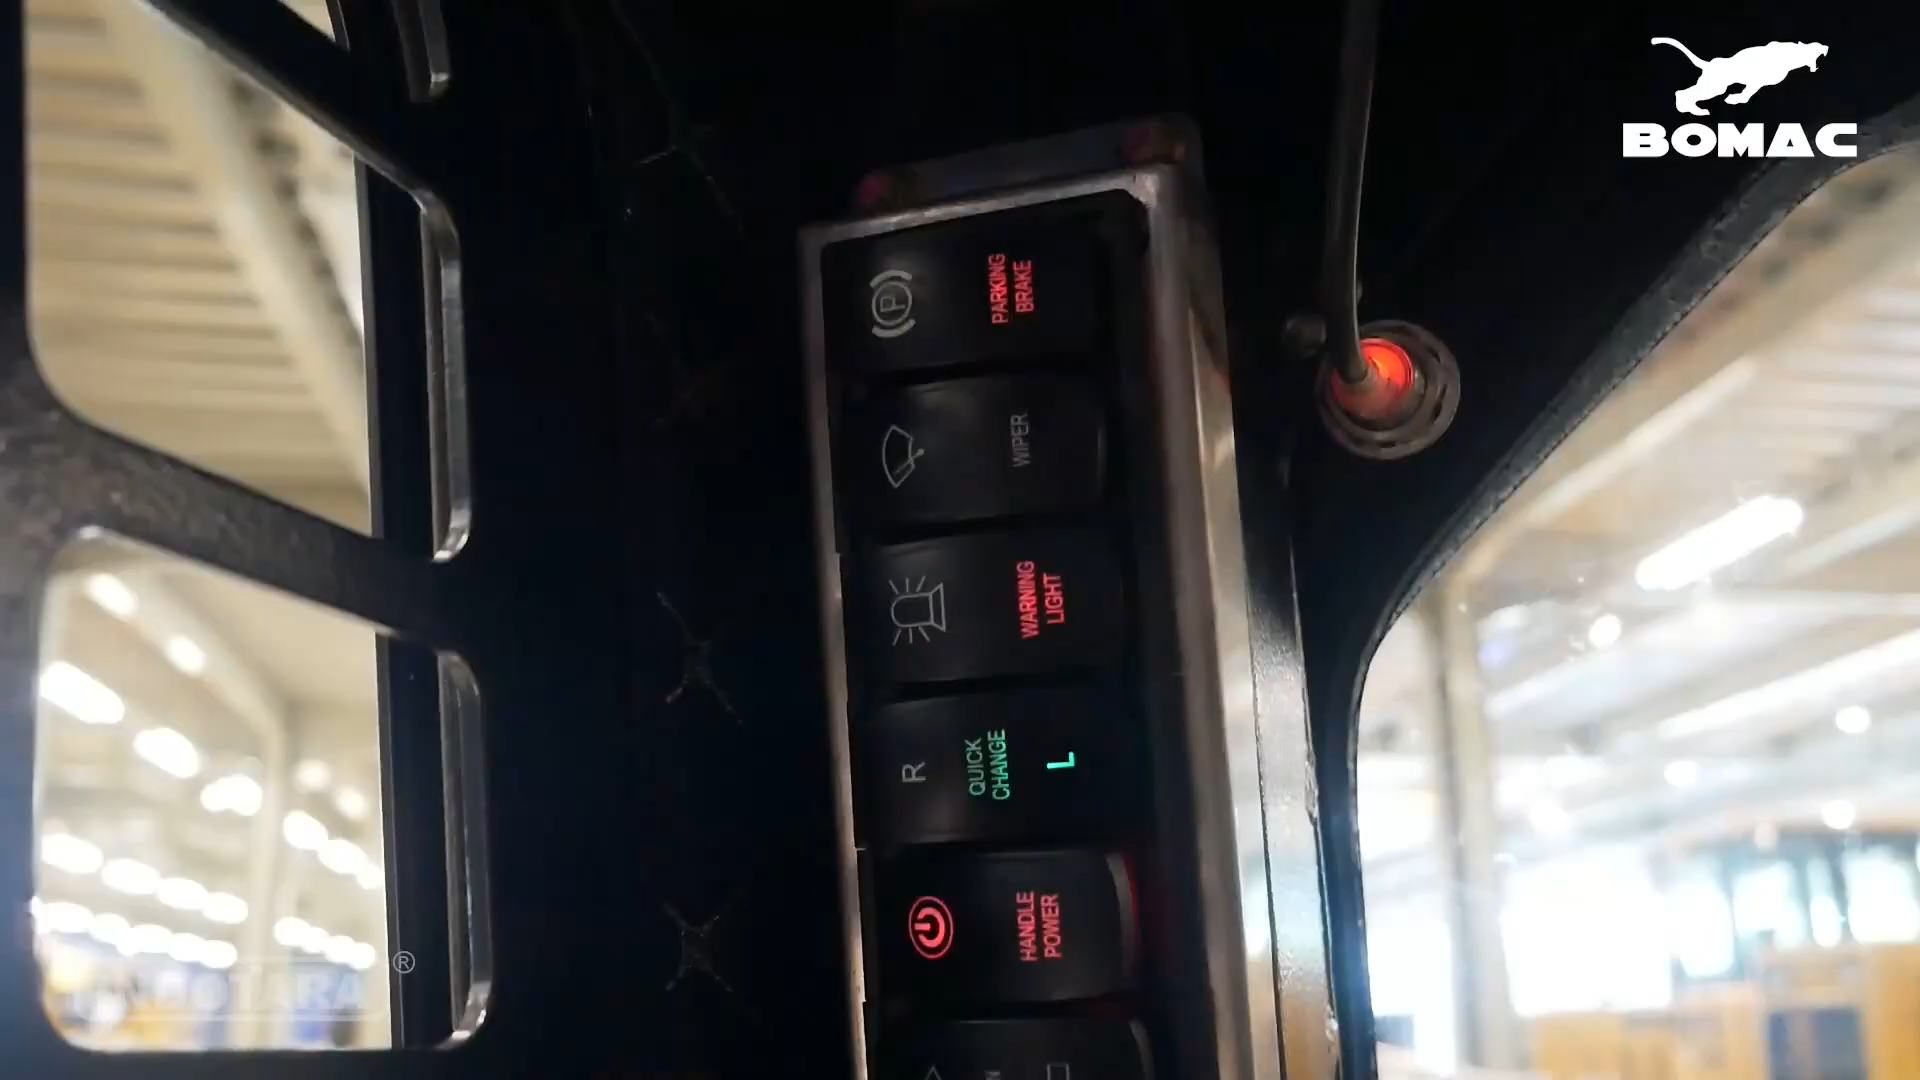 BOMAC
PARKING
BRAKE
WIPER
WARNING
LIGHT
R
QUICK
CHANGE
L
HANDLE
POWER
®